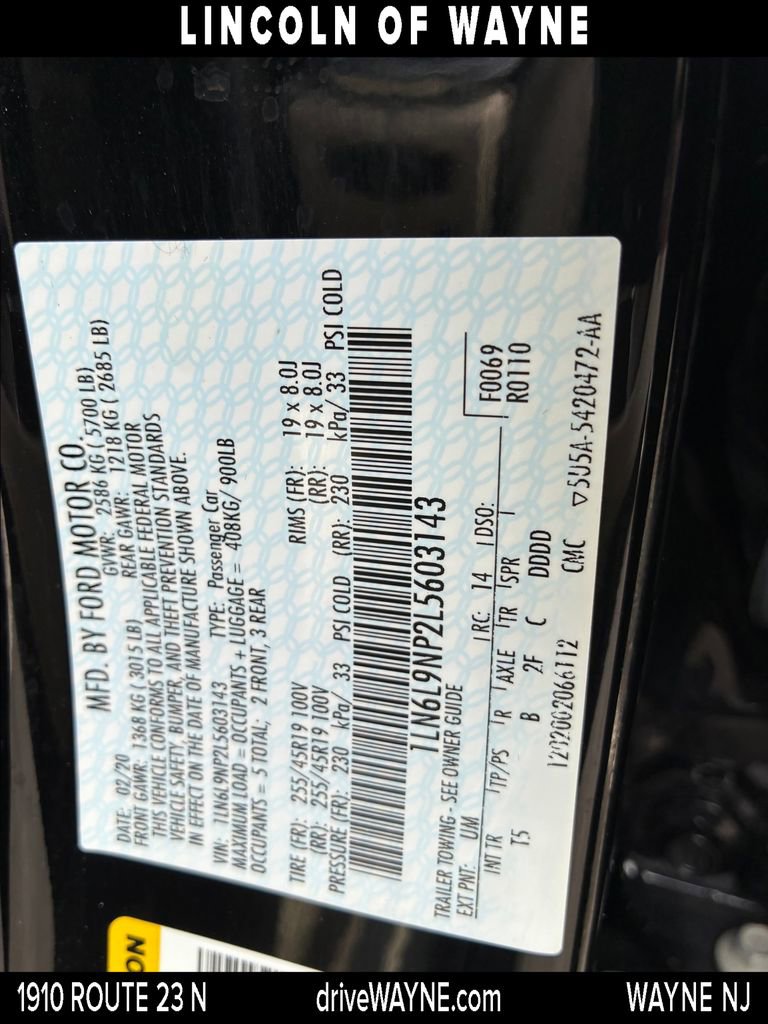 LINCOLN OF WAYNE
MFD. BY FORD MOTOR CO.
DATE: 02/20 GVWR: 2586 KG ( 5700 LB)
FRONT GAWR: 1368 KG ( 3015 LB) REAR GAWR: 1218 KG ( 2685 LB)
THIS VEHICLE CONFORMS TO ALL APPLICABLE FEDERAL MOTOR
VEHICLE SAFETY, BUMPER, AND THEFT PREVENTION STANDARDS
IN EFFECT ON THE DATE OF MANUFACTURE SHOWN ABOVE.
VIN: 1LN6L9NP2L5603143 TYPE: Passenger Car
MAXIMUM LOAD = OCCUPANTS + LUGGAGE = 408KG/ 900LB
OCCUPANTS = 5 TOTAL; 2 FRONT, 3 REAR
TIRE (FR): 255/45R19 100V RIMS (FR): 19 x 8.0J
(RR): 255/45R19 100V (RR): 19 x 8.0J
PRESSURE (FR): 230 kPa/ 33 PSI COLD (RR): 230 kPa/ 33 PSI COLD
1LN6L9NP2L5603143
TRAILER TOWING - SEE OWNER GUIDE
EXT PNT: UM RC: 14 DSO: F0069
INT TR TP/PS R AXLE TR SPR R0110
T5 B 2F C DDDD
1202002066112 CMC ▽5U5A-5420472-AA
ON
1910 ROUTE 23 N driveWAYNE.com WAYNE NJ